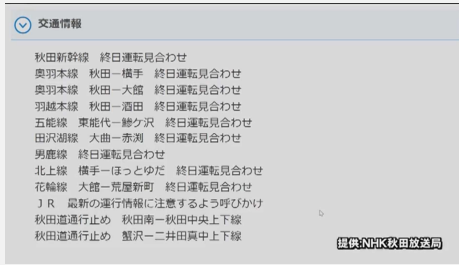 交通情報
秋田新幹線 終日運転見合わせ
奥羽本線 秋田ー横手 終日運転見合わせ
奥羽本線 秋田ー大館 終日運転見合わせ
羽越本線 秋田ー酒田 終日運転見合わせ
五能線 東能代ー鰺ケ沢 終日運転見合わせ
田沢湖線 大曲ー赤渕 終日運転見合わせ
男鹿線 終日運転見合わせ
北上線 横手ーほっとゆだ 終日運転見合わせ
花輪線 大館ー荒屋新町 終日運転見合わせ
JR 最新の運行情報に注意するよう呼びかけ
秋田道通行止め 秋田南ー秋田中央上下線
秋田道通行止め 蟹沢ー二井田真中上下線
提供:NHK秋田放送局